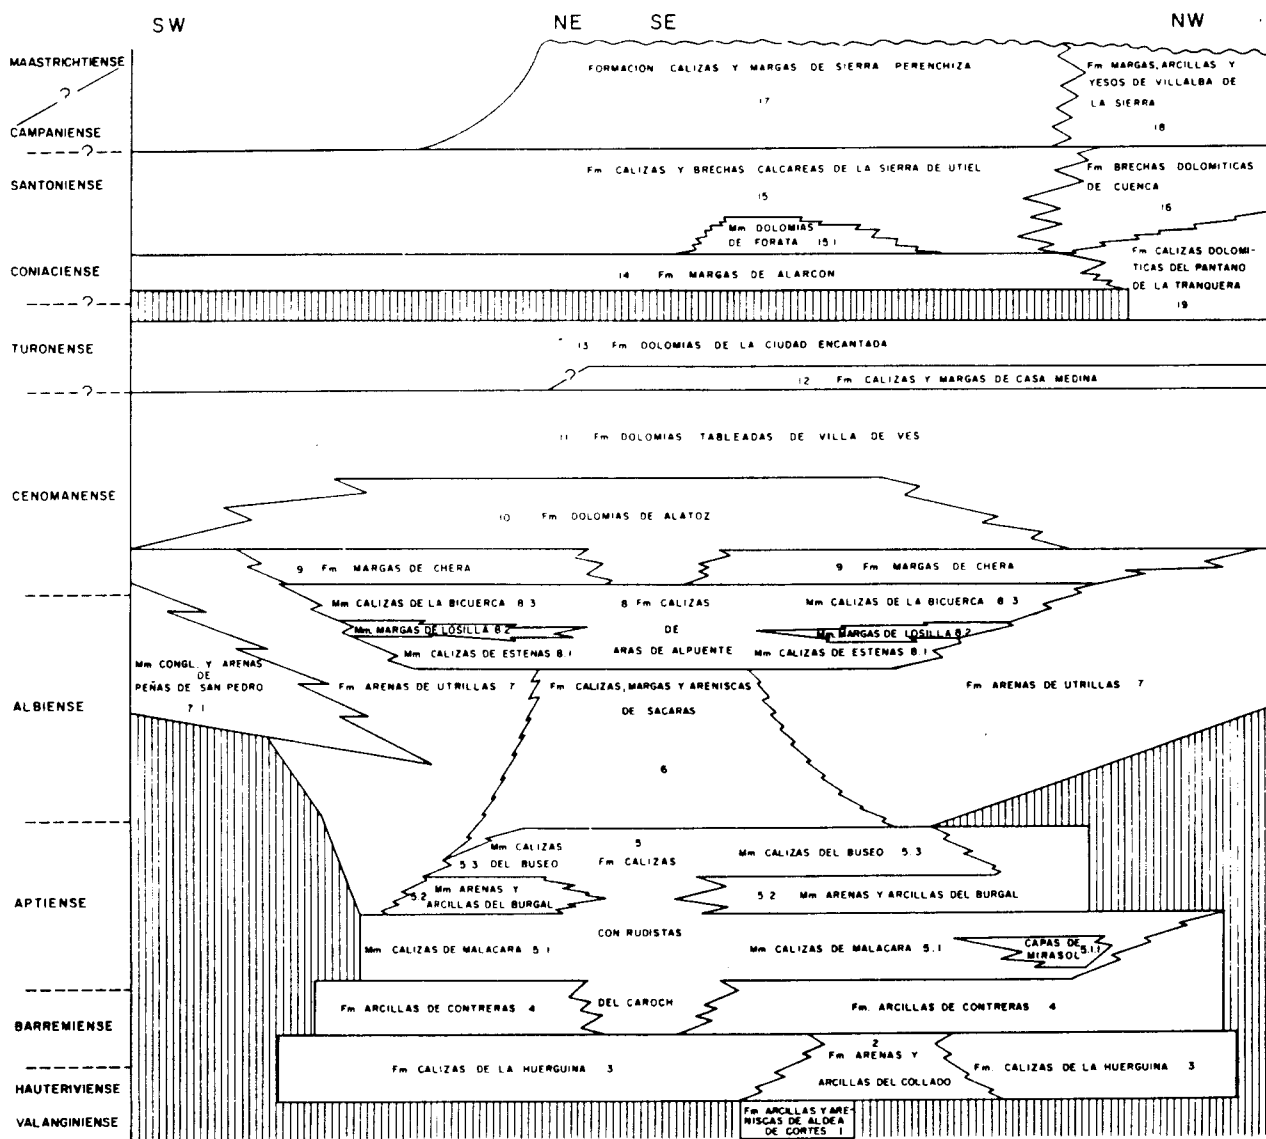 SW NE SE NW
MAASTRICHTIENSE
?
CAMPANIENSE
?
SANTONIENSE
CONIACIENSE
?
TURONENSE
?
CENOMANENSE
ALBIENSE
APTIENSE
BARREMIENSE
HAUTERIVIENSE
VALANGINIENSE
FORMACION CALIZAS Y MARGAS DE SIERRA PERENCHIZA
17
Fm MARGAS, ARCILLAS Y
YESOS DE VILLALBA DE
LA SIERRA
18
Fm CALIZAS Y BRECHAS CALCAREAS DE LA SIERRA DE UTIEL
15
Fm BRECHAS DOLOMITICAS
DE CUENCA
16
Mm DOLOMIAS
DE FORATA 15.1
Fm CALIZAS DOLOMI-
TICAS DEL PANTANO
DE LA TRANQUERA
19
14 Fm MARGAS DE ALARCON
13 Fm DOLOMIAS DE LA CIUDAD ENCANTADA
?
12 Fm CALIZAS Y MARGAS DE CASA MEDINA
11 Fm DOLOMIAS TABLEADAS DE VILLA DE VES
10 Fm DOLOMIAS DE ALATOZ
9 Fm MARGAS DE CHERA
9 Fm MARGAS DE CHERA
Mm CALIZAS DE LA BICUERCA 8.3
8 Fm CALIZAS
DE
ARAS DE ALPUENTE
Mm CALIZAS DE LA BICUERCA 8.3
Mm MARGAS DE LOSILLA 8.2
Mm MARGAS DE LOSILLA 8.2
Mm CALIZAS DE ESTENAS 8.1
Mm CALIZAS DE ESTENAS 8.1
Mm CONGL. Y ARENAS
DE
PEÑAS DE SAN PEDRO
7.1
Fm ARENAS DE UTRILLAS 7
Fm CALIZAS, MARGAS Y ARENISCAS
DE SACARAS
6
Fm ARENAS DE UTRILLAS 7
Mm CALIZAS
5.3 DEL BUSEO
5
Fm CALIZAS
Mm CALIZAS DEL BUSEO 5.3
5.2 Mm ARENAS Y
ARCILLAS DEL BURGAL
5.2 Mm ARENAS Y ARCILLAS DEL BURGAL
CON RUDISTAS
Mm CALIZAS DE MALACARA 5.1
Mm CALIZAS DE MALACARA 5.1
CAPAS DE
MIRASOL 5.1.1
Fm ARCILLAS DE CONTRERAS 4
DEL CAROCH
Fm. ARCILLAS DE CONTRERAS 4
Fm CALIZAS DE LA HUERGUINA 3
2
Fm ARENAS Y
ARCILLAS DEL COLLADO
Fm. CALIZAS DE LA HUERGUINA 3
Fm ARCILLAS Y ARE-
NISCAS DE ALDEA
DE CORTES 1